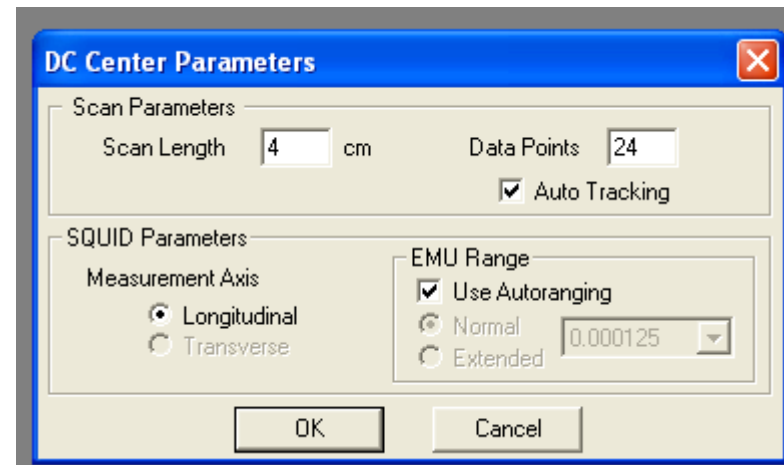 DC Center Parameters
Scan Parameters
Scan Length 4 cm Data Points 24
Auto Tracking
SQUID Parameters
Measurement Axis
Longitudinal
Transverse
EMU Range
Use Autoranging
Normal 0.000125
Extended
OK Cancel